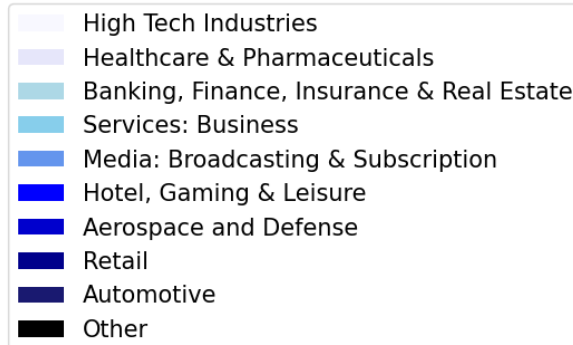 High Tech Industries
Healthcare & Pharmaceuticals
Banking, Finance, Insurance & Real Estate
Services: Business
Media: Broadcasting & Subscription
Hotel, Gaming & Leisure
Aerospace and Defense
Retail
Automotive
Other